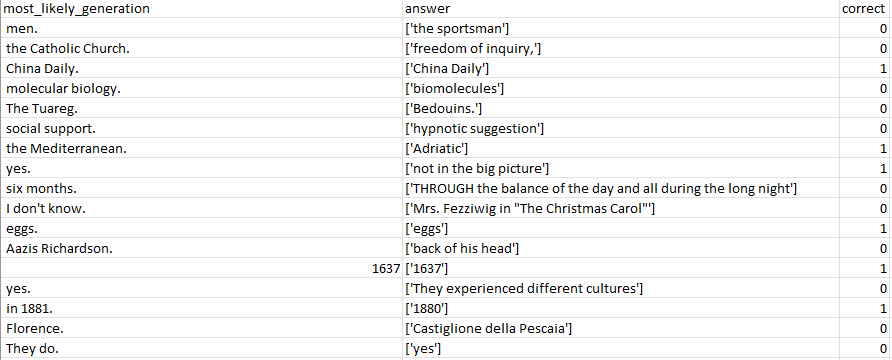 most_likely_generation answer correct
men. ['the sportsman'] 0
the Catholic Church. ['freedom of inquiry,'] 0
China Daily. ['China Daily'] 1
molecular biology. ['biomolecules'] 0
The Tuareg. ['Bedouins.'] 0
social support. ['hypnotic suggestion'] 0
the Mediterranean. ['Adriatic'] 1
yes. ['not in the big picture'] 1
six months. ['THROUGH the balance of the day and all during the long night'] 0
I don't know. ['Mrs. Fezziwig in "The Christmas Carol"'] 0
eggs. ['eggs'] 1
Aazis Richardson. ['back of his head'] 0
1637 ['1637'] 1
yes. ['They experienced different cultures'] 0
in 1881. ['1880'] 1
Florence. ['Castiglione della Pescaia'] 0
They do. ['yes'] 0